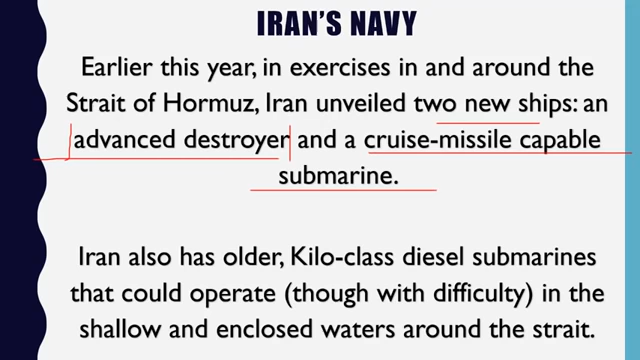 IRAN'S NAVY
Earlier this year, in exercises in and around the
Strait of Hormuz, Iran unveiled two new ships: an
advanced destroyer and a cruise-missile capable
submarine.
Iran also has older, Kilo-class diesel submarines
that could operate (though with difficulty) in the
shallow and enclosed waters around the strait.